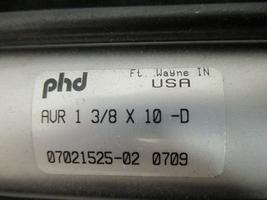 phd Ft. Wayne IN
USA
AVR 1 3/8 X 10 -D
07021525-02 0709